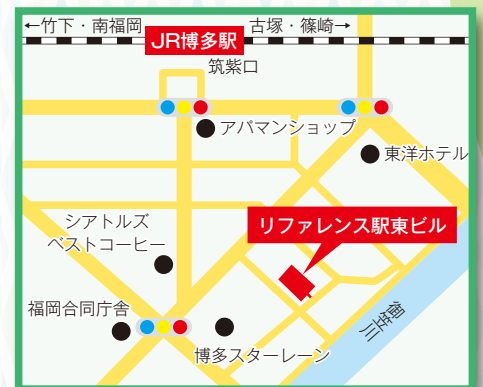 ←竹下・南福岡
古塚・篠崎→
JR博多駅
筑紫口
アパマンショップ
東洋ホテル
シアトルズ
ベストコーヒー
リファレンス駅東ビル
福岡合同庁舎
博多スターレーン
御笠川